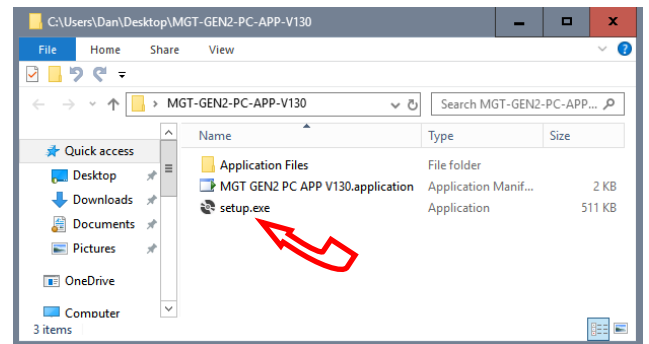 C:\Users\Dan\Desktop\MGT-GEN2-PC-APP-V130
File Home Share View
MGT-GEN2-PC-APP-V130 Search MGT-GEN2-PC-APP...
Name Type Size
Quick access
Desktop
Downloads
Documents
Pictures
OneDrive
Computer
Application Files File folder
MGT GEN2 PC APP V130.application Application Manif... 2 KB
setup.exe Application 511 KB
3 items